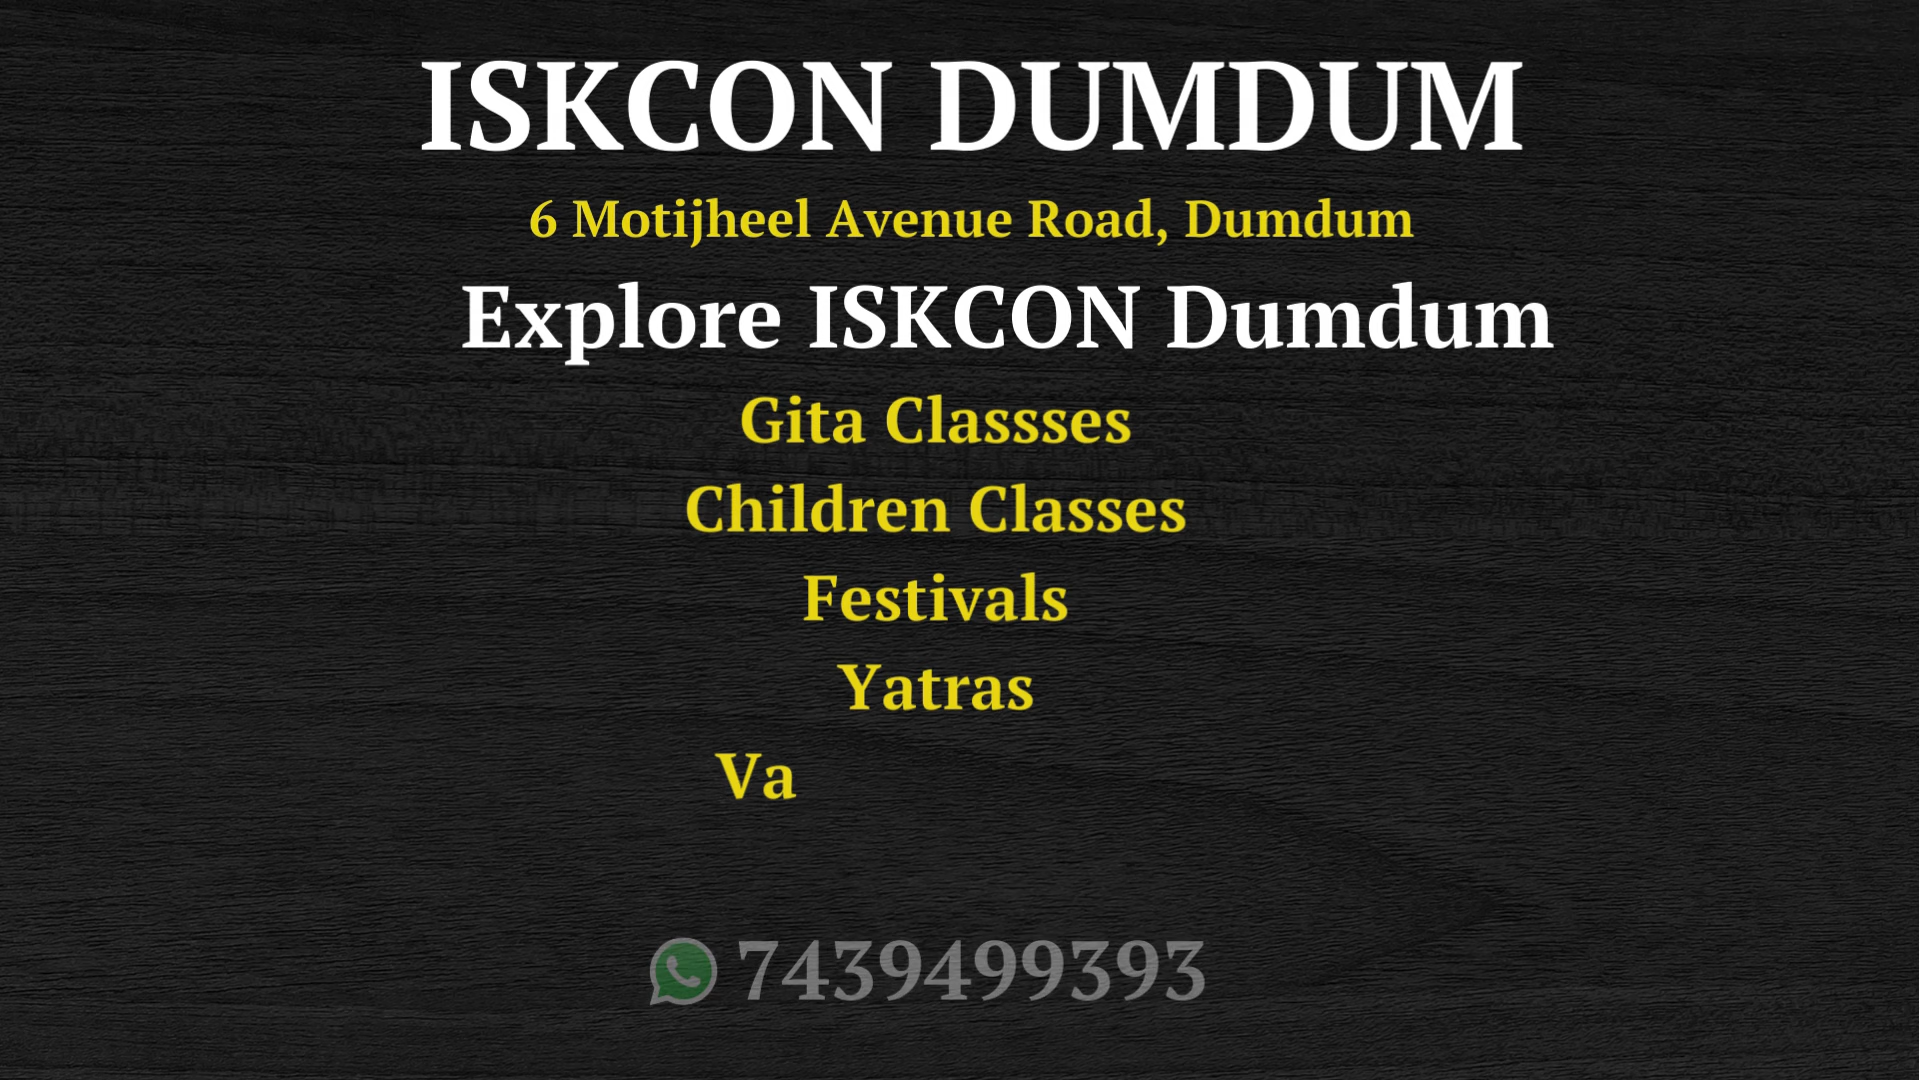 ISKCON DUMDUM
6 Motijheel Avenue Road, Dumdum
Explore ISKCON Dumdum
Gita Classses
Children Classes
Festivals
Yatras
Va
7439499393